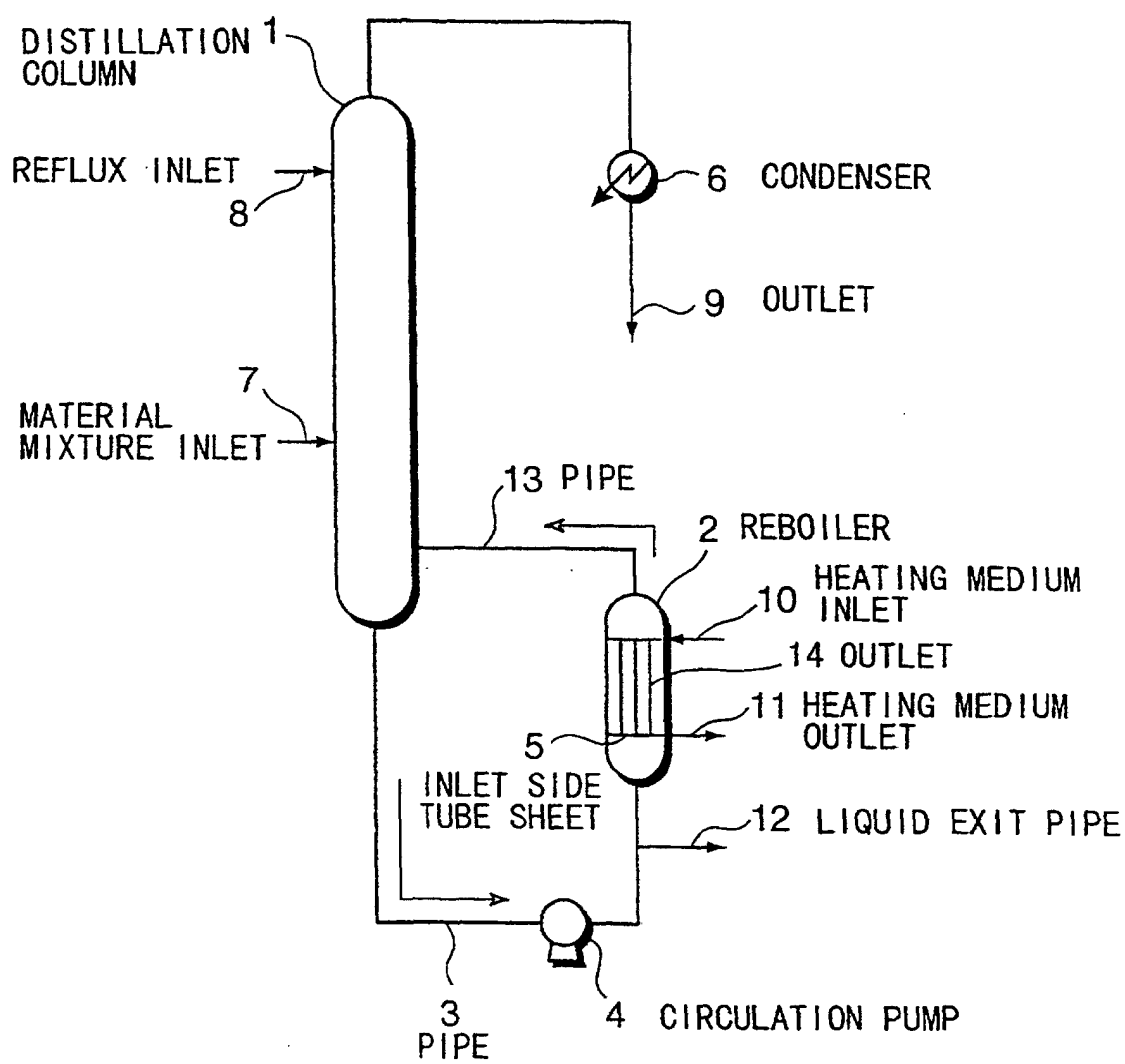 DISTILLATION 1
COLUMN
REFLUX INLET
8
6 CONDENSER
9 OUTLET
7
MATERIAL
MIXTURE INLET
13 PIPE
2 REBOILER
10 HEATING MEDIUM
INLET
14 OUTLET
11 HEATING MEDIUM
OUTLET
5
INLET SIDE
TUBE SHEET
12 LIQUID EXIT PIPE
3
PIPE
4 CIRCULATION PUMP